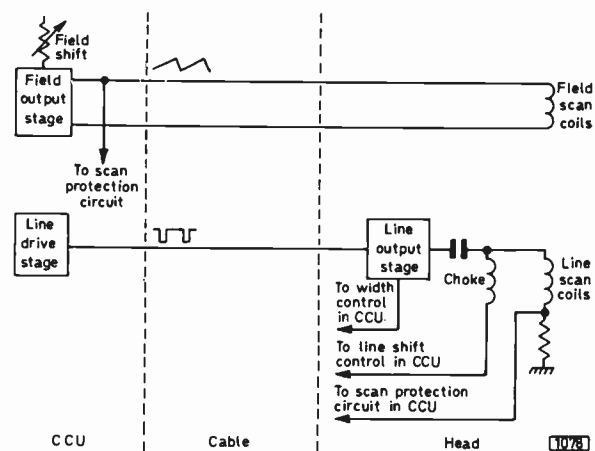 Field
shift
Field
output
stage
Field
scan
coils
To scan
protection
circuit
Line
drive
stage
Line
output
stage
Choke
Line
scan
coils
To width
control
in CCU.
To line shift
control in CCU
To scan protection
circuit in CCU
CCU
Cable
Head
1078